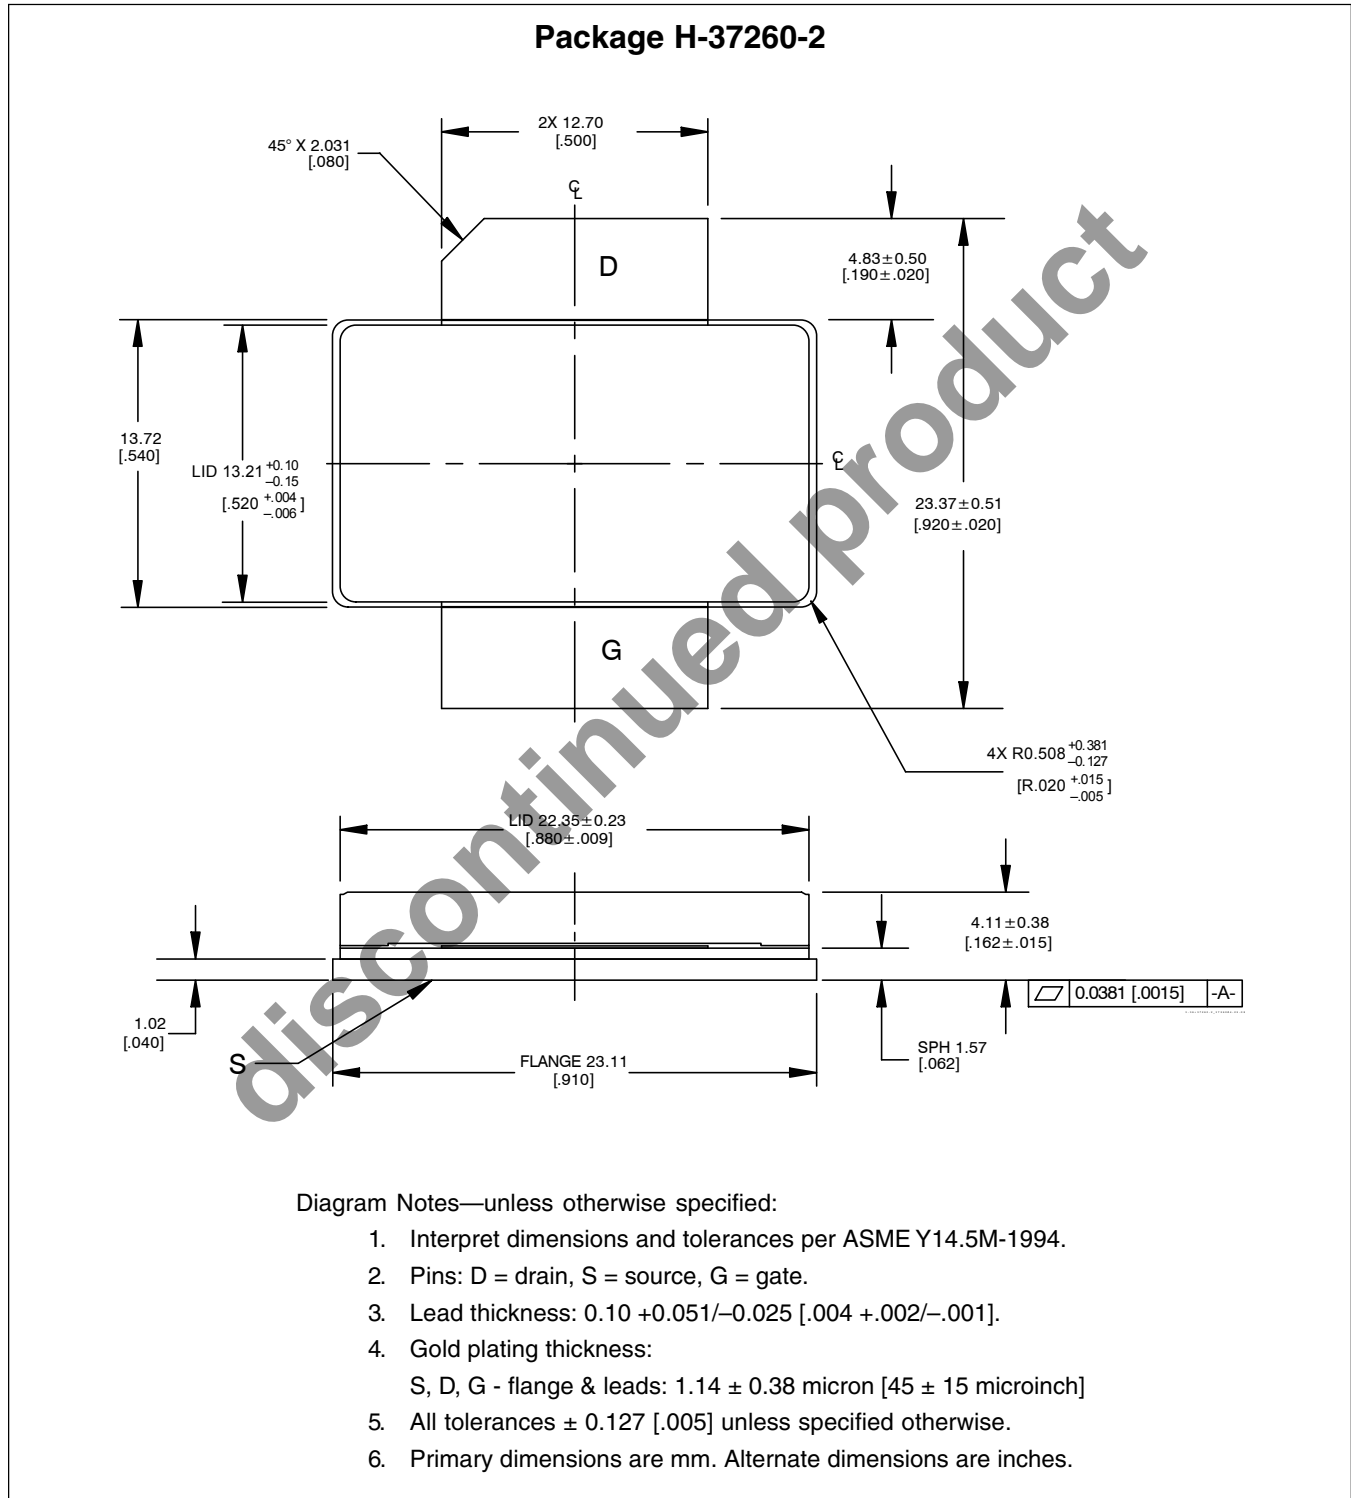 Package H-37260-2
2X 12.70
[.500]
45° X 2.031
[.080]
C L
D
4.83±0.50
[.190±.020]
13.72
[.540]
LID 13.21 +0.10 –0.15
[.520 +.004 –.006 ]
C L
23.37±0.51
[.920±.020]
G
4X R0.508 +0.381 –0.127
[R.020 +.015 –.005 ]
LID 22.35±0.23
[.880±.009]
4.11±0.38
[.162±.015]
0.0381 [.0015] -A-
1.02
[.040]
S
FLANGE 23.11
[.910]
SPH 1.57
[.062]
discontinued product
Diagram Notes—unless otherwise specified:
1. Interpret dimensions and tolerances per ASME Y14.5M-1994.
2. Pins: D = drain, S = source, G = gate.
3. Lead thickness: 0.10 +0.051/–0.025 [.004 +.002/–.001].
4. Gold plating thickness:
S, D, G - flange & leads: 1.14 ± 0.38 micron [45 ± 15 microinch]
5. All tolerances ± 0.127 [.005] unless specified otherwise.
6. Primary dimensions are mm. Alternate dimensions are inches.